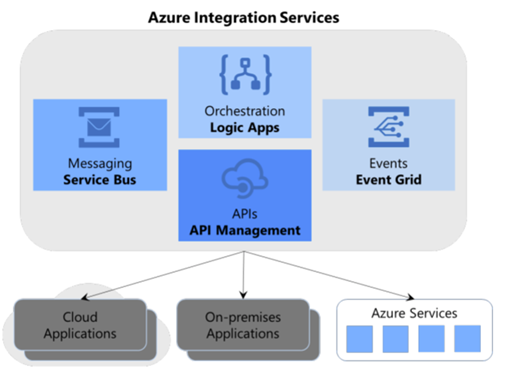 Azure Integration Services
Orchestration
Logic Apps
Messaging
Service Bus
Events
Event Grid
APIs
API Management
Cloud
Applications
On-premises
Applications
Azure Services